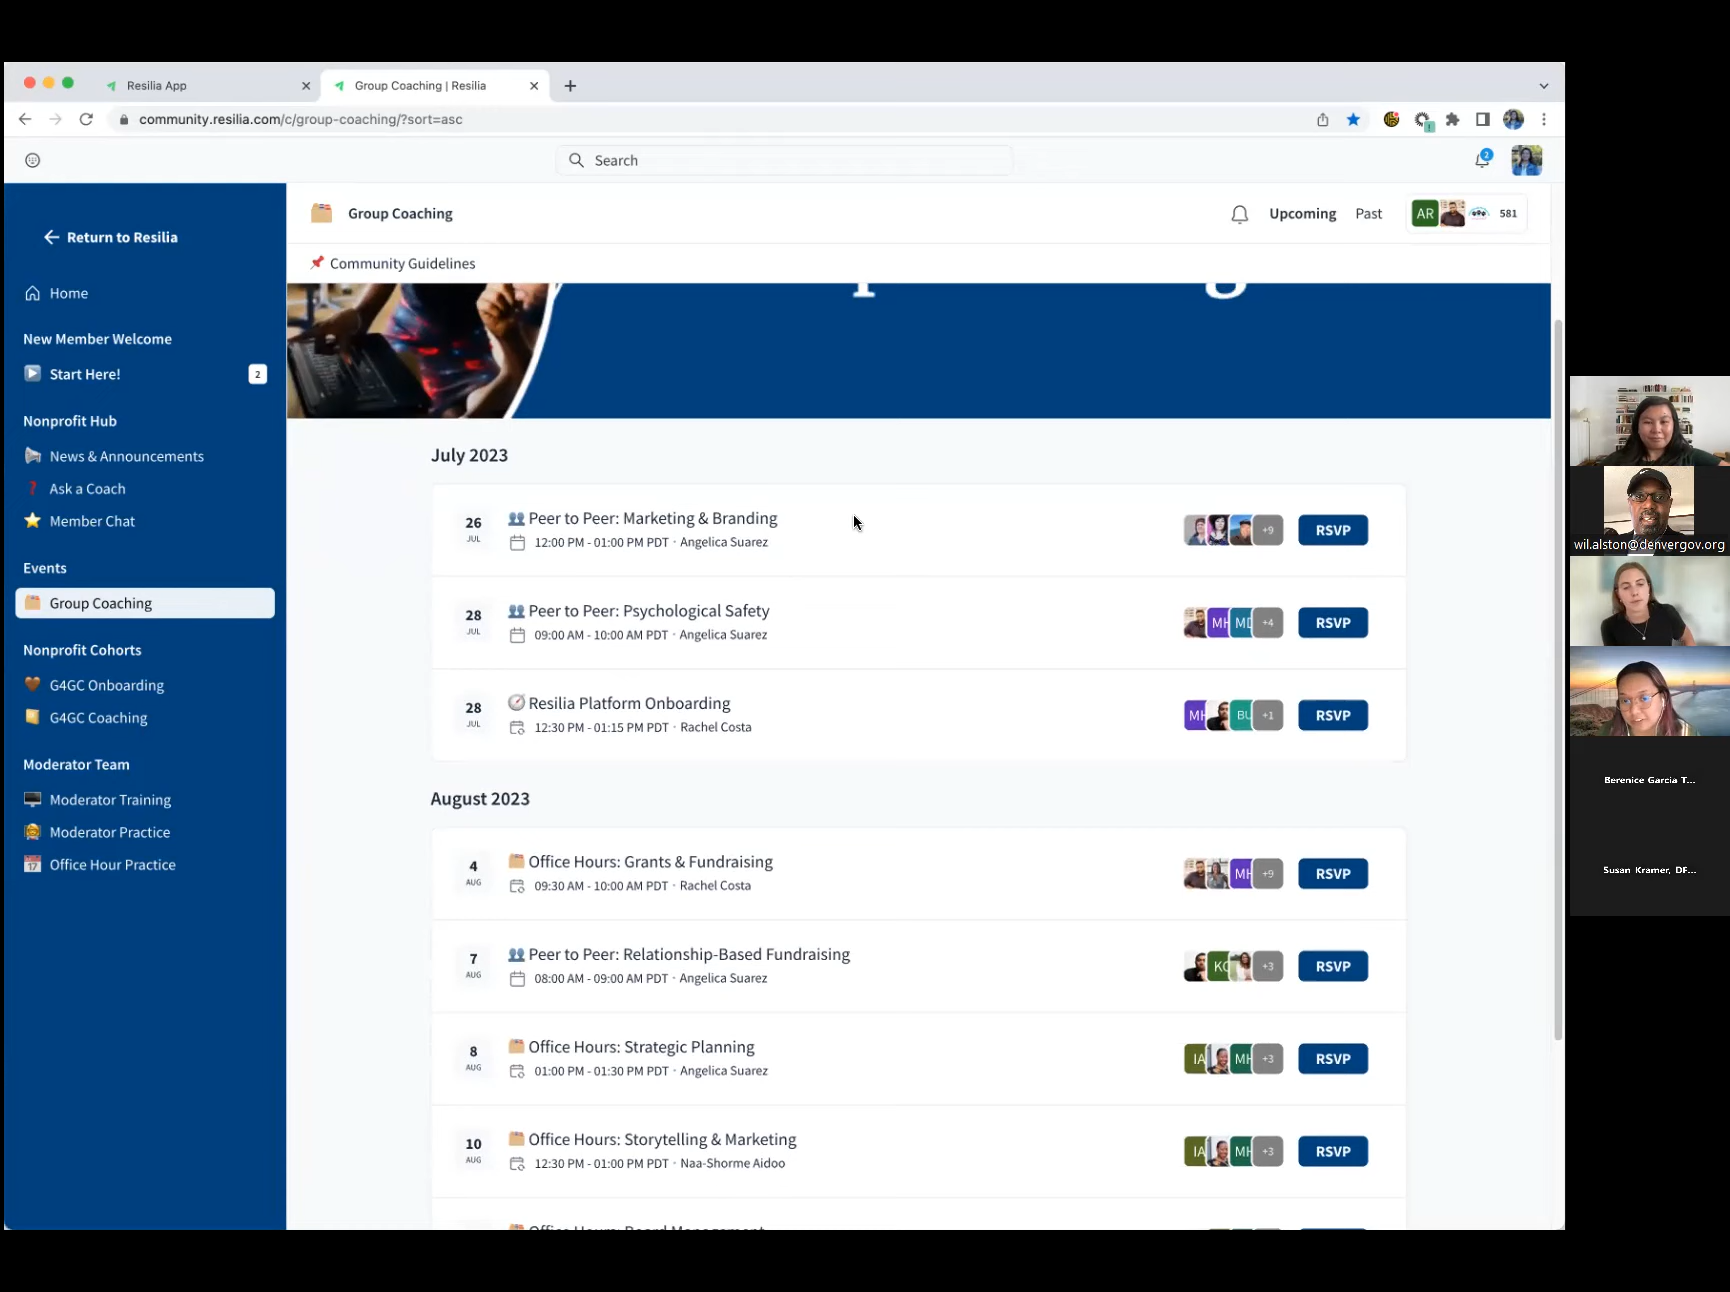 Resilia App
Group Coaching | Resilia
community.resilia.com/c/group-coaching/?sort=asc
Search
2
Return to Resilia
Group Coaching
Upcoming
Past
AR
581
Community Guidelines
Home
New Member Welcome
Start Here!
2
Nonprofit Hub
News & Announcements
Ask a Coach
Member Chat
Events
Group Coaching
Nonprofit Cohorts
G4GC Onboarding
G4GC Coaching
Moderator Team
Moderator Training
Moderator Practice
17 Office Hour Practice
July 2023
26 JUL
Peer to Peer: Marketing & Branding
12:00 PM - 01:00 PM PDT · Angelica Suarez
+9
RSVP
28 JUL
Peer to Peer: Psychological Safety
09:00 AM - 10:00 AM PDT · Angelica Suarez
+4
RSVP
28 JUL
Resilia Platform Onboarding
12:30 PM - 01:15 PM PDT · Rachel Costa
+1
RSVP
August 2023
4 AUG
Office Hours: Grants & Fundraising
09:30 AM - 10:00 AM PDT · Rachel Costa
+9
RSVP
7 AUG
Peer to Peer: Relationship-Based Fundraising
08:00 AM - 09:00 AM PDT · Angelica Suarez
+3
RSVP
8 AUG
Office Hours: Strategic Planning
01:00 PM - 01:30 PM PDT · Angelica Suarez
IA
+3
RSVP
10 AUG
Office Hours: Storytelling & Marketing
12:30 PM - 01:00 PM PDT · Naa-Shorme Aidoo
IA
+3
RSVP
Office Hours: Board Management
wil.alston@denvergov.org
Berenice Garcia T...
Susan Kramer, DF...